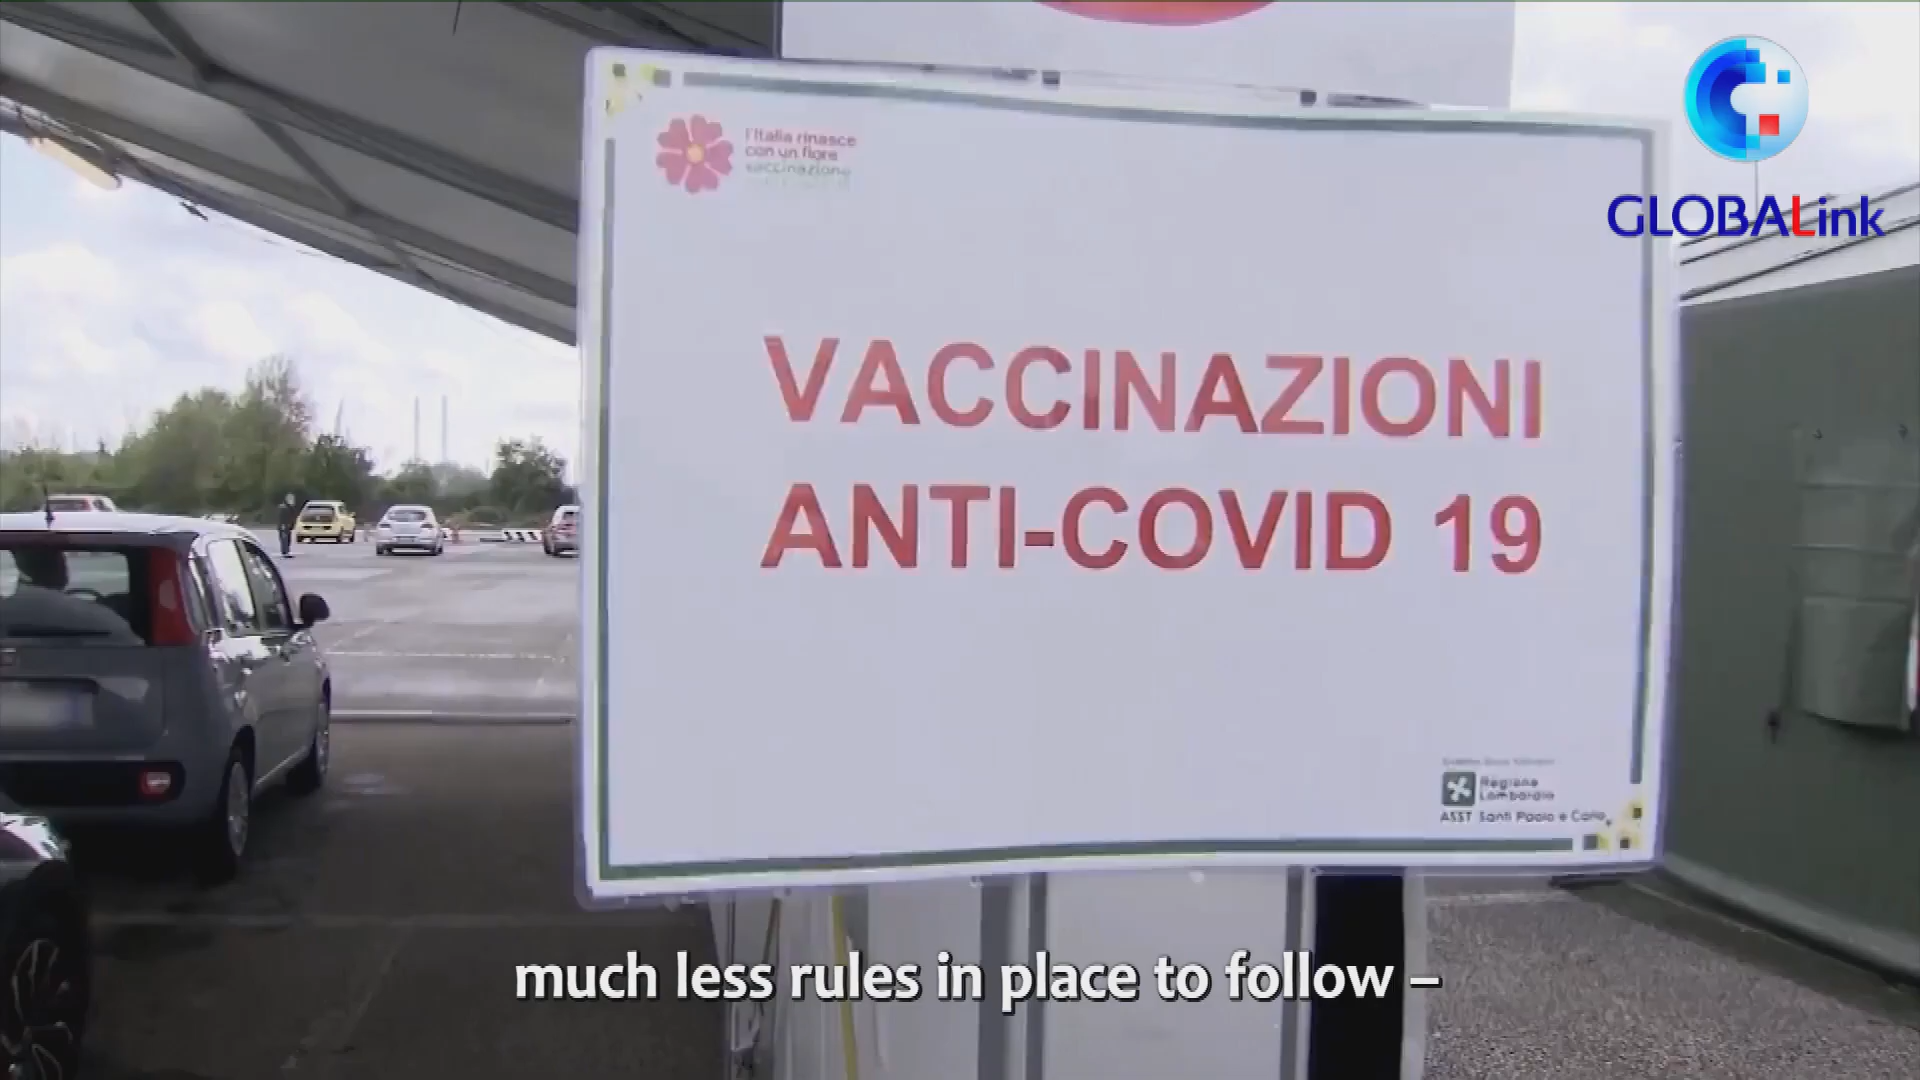 GLOBALink
l'Italia rinasce
con un fiore
vaccinazione
VACCINAZIONI
ANTI-COVID 19
Regione
Lombardia
ASST Santi Paolo e Carlo
much less rules in place to follow –